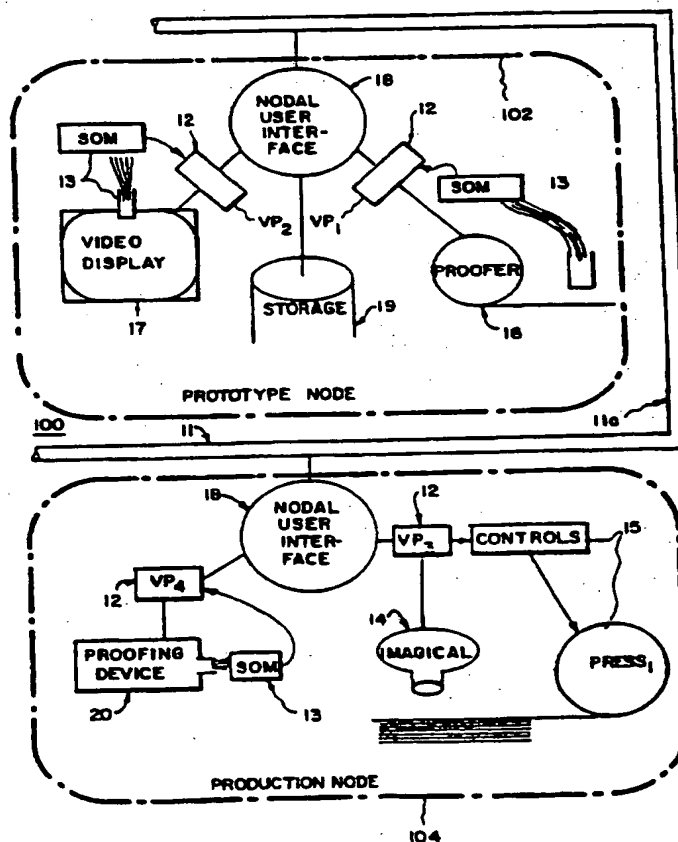 18
12
102
NODAL
USER
INTER-
FACE
12
SOM
13
SOM
13
VP2
VP1
VIDEO
DISPLAY
PROOFER
STORAGE
19
17
16
PROTOTYPE NODE
11a
100
11
18
NODAL
USER
INTER-
FACE
12
VP
CONTROLS
15
12
VP4
14
IMAGICAL
PRESS1
PROOFING
DEVICE
SOM
20
13
PRODUCTION NODE
104